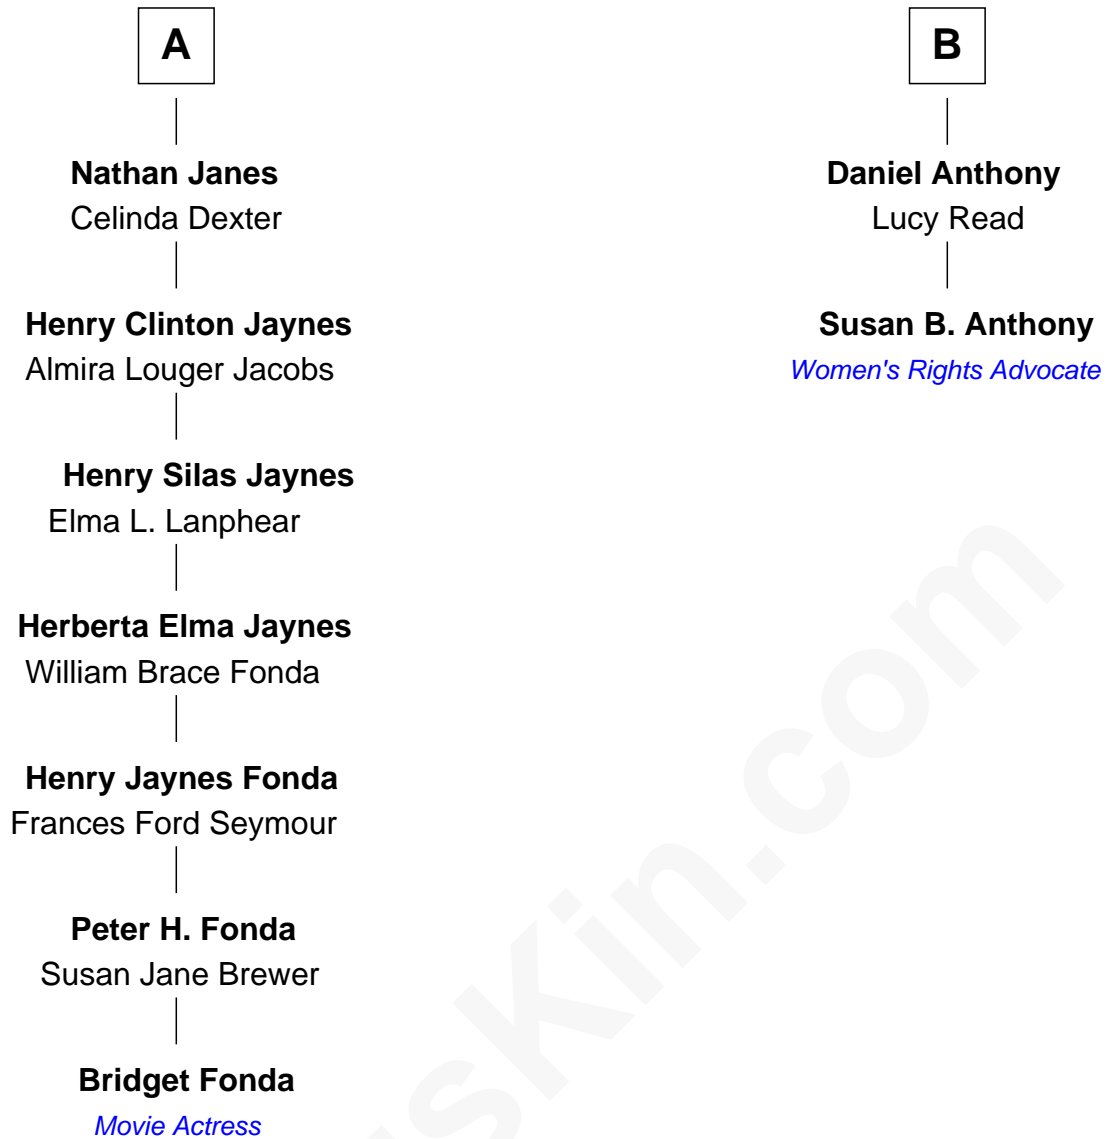 A
Nathan Janes
Celinda Dexter
Henry Clinton Jaynes
Almira Louger Jacobs
Henry Silas Jaynes
Elma L. Lanphear
Herberta Elma Jaynes
William Brace Fonda
Henry Jaynes Fonda
Frances Ford Seymour
Peter H. Fonda
Susan Jane Brewer
Bridget Fonda
Movie Actress
B
Daniel Anthony
Lucy Read
Susan B. Anthony
Women's Rights Advocate
sKin.com